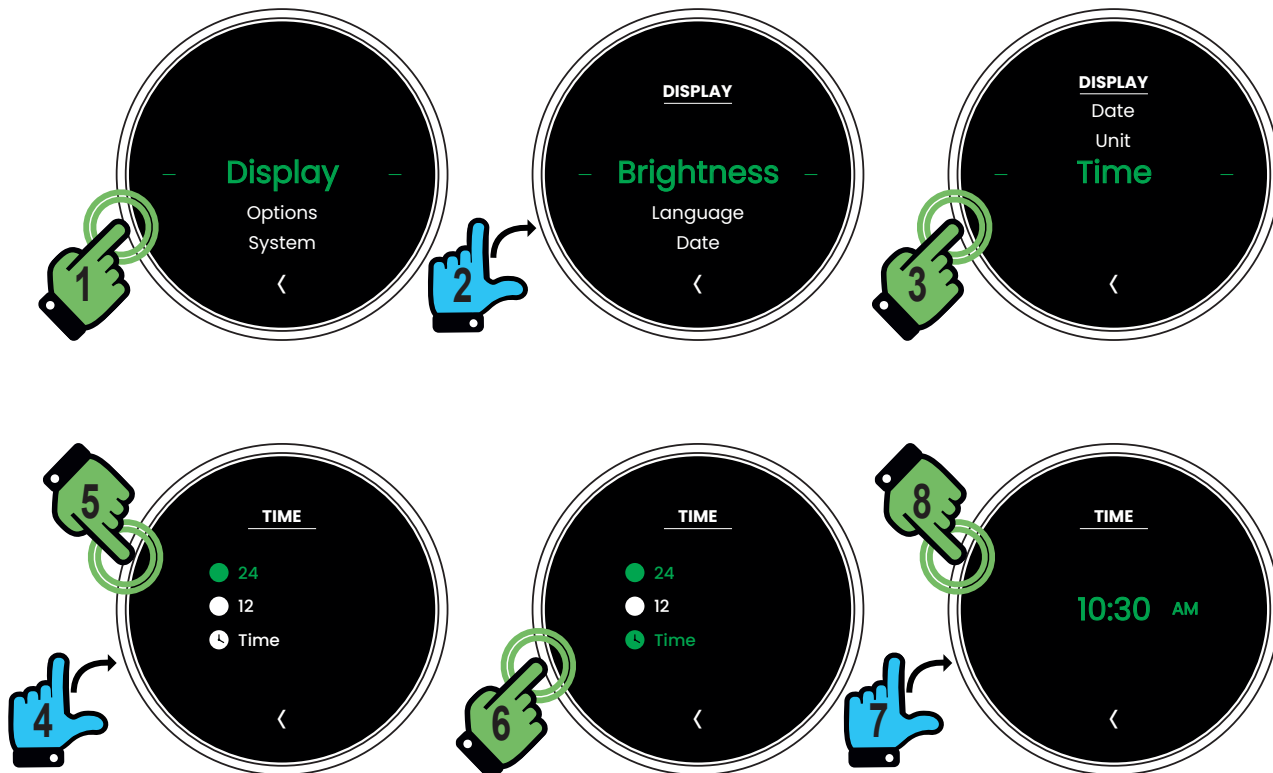 Display
Options
System
1
DISPLAY
Brightness
Language
Date
2
DISPLAY
Date
Unit
Time
3
5
TIME
24
12
Time
4
TIME
24
12
Time
6
8
TIME
10:30 AM
7